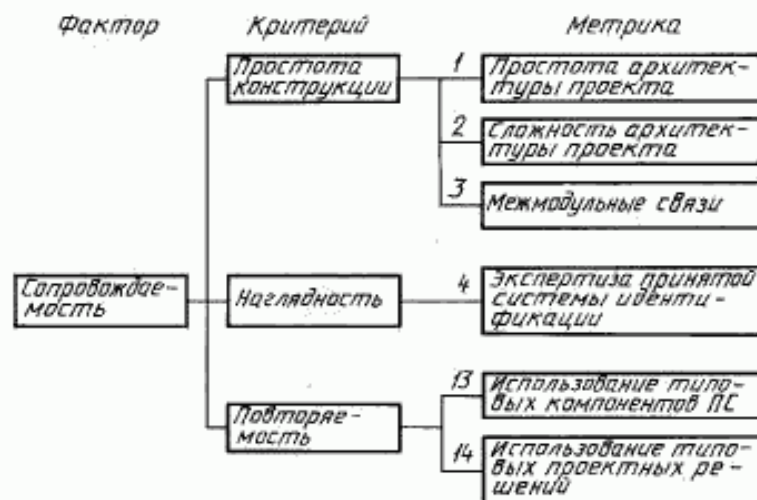 Фактор Критерий Метрика
Простота
конструкции
1
Простота архитек-
туры проекта
2
Сложность архитек-
туры проекта
3
Межмодульные связи
Сопровождае-
мость
Наглядность
4
Экспертиза принятой
системы иденти-
фикации
Повторяе-
мость
13
Использование типо-
вых компонентов ПС
14
Использование типо-
вых проектных ре-
шений